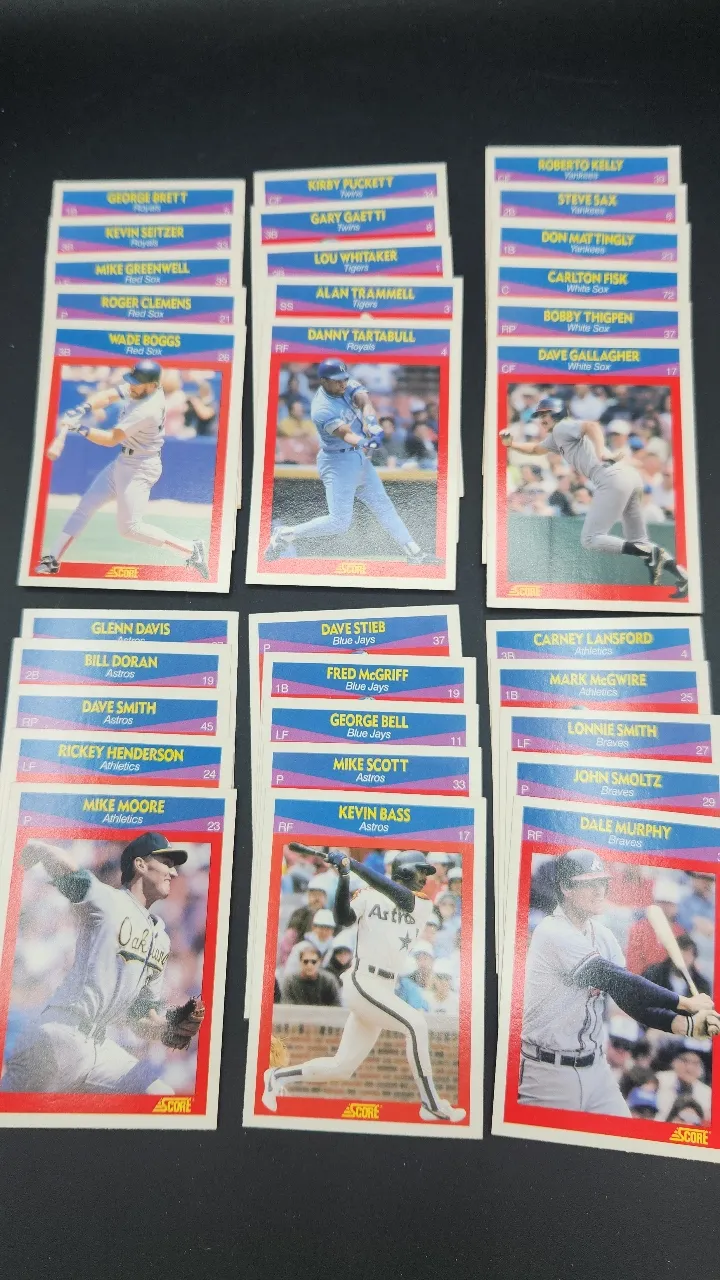 GEORGE BRETT
Royals
1B 5
KEVIN SEITZER
Royals
3B 33
MIKE GREENWELL
Red Sox
39
ROGER CLEMENS
Red Sox
P 21
WADE BOGGS
Red Sox
3B 26
SCORE
KIRBY PUCKETT
Twins
CF 34
GARY GAETTI
Twins
3B 8
LOU WHITAKER
Tigers
2B 1
ALAN TRAMMELL
Tigers
SS 3
DANNY TARTABULL
Royals
RF 4
SCORE
ROBERTO KELLY
Yankees
CF 39
STEVE SAX
Yankees
2B 6
DON MATTINGLY
Yankees
1B 23
CARLTON FISK
White Sox
C 72
BOBBY THIGPEN
White Sox
RP 37
DAVE GALLAGHER
White Sox
CF 17
SCORE
GLENN DAVIS
Astros
BILL DORAN
Astros
2B 19
DAVE SMITH
Astros
RP 45
RICKEY HENDERSON
Athletics
LF 24
MIKE MOORE
Athletics
P 23
Oakland
SCORE
DAVE STIEB
Blue Jays
P 37
FRED McGRIFF
Blue Jays
1B 19
GEORGE BELL
Blue Jays
LF 11
MIKE SCOTT
Astros
P 33
KEVIN BASS
Astros
RF 17
Astro
SCORE
CARNEY LANSFORD
Athletics
3B 4
MARK McGWIRE
Athletics
1B 25
LONNIE SMITH
Braves
LF 27
JOHN SMOLTZ
Braves
P 29
DALE MURPHY
Braves
RF
SCORE